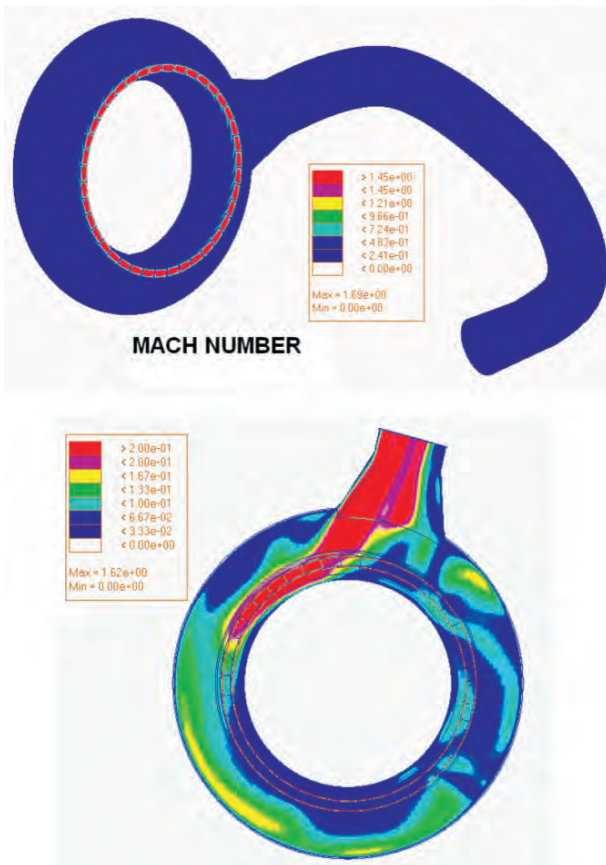 > 1.45e+00
< 1.45e+00
< 1.21e+00
< 9.66e-01
< 7.24e-01
< 4.83e-01
< 2.41e-01
< 0.00e+00
Max = 1.69e+00
Min = 0.00e+00
MACH NUMBER
> 2.00e-01
< 2.00e-01
< 1.67e-01
< 1.33e-01
< 1.00e-01
< 6.67e-02
< 3.33e-02
< 0.00e+00
Max = 1.62e+00
Min = 0.00e+00